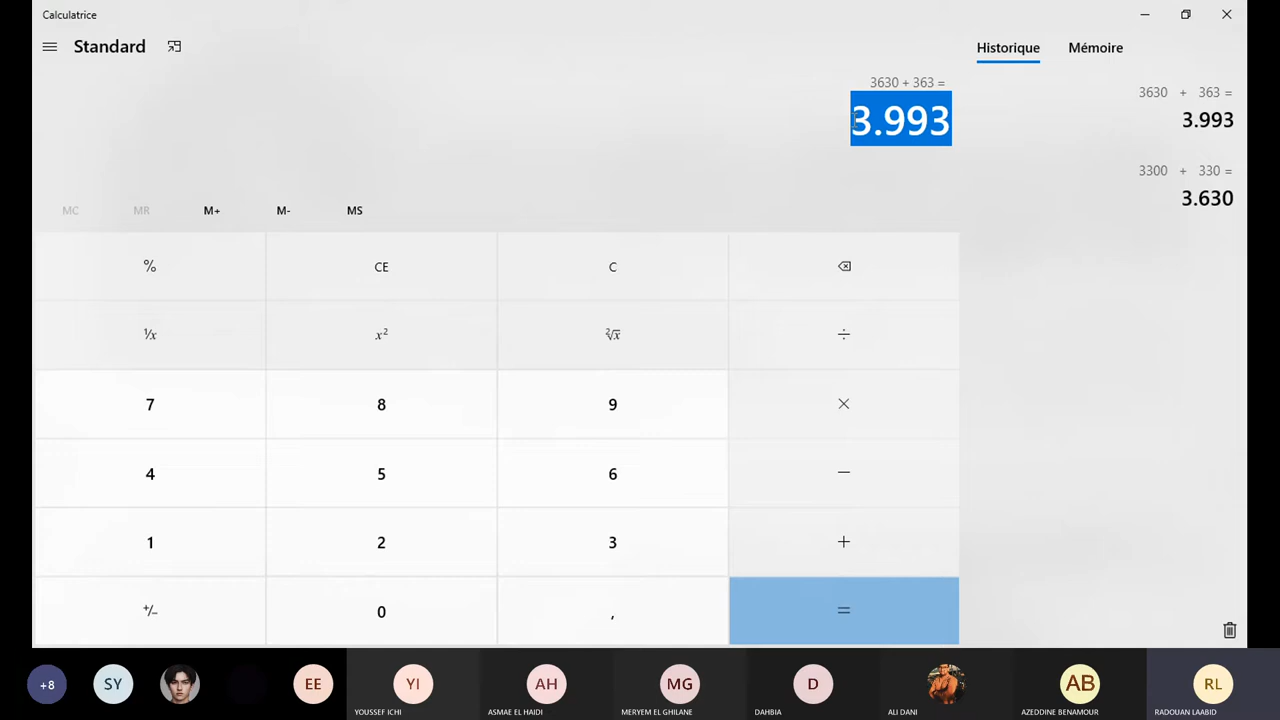 Calculatrice
Standard
Historique Mémoire
3630 + 363 =
3.993
3630 + 363 =
3.993
3300 + 330 =
3.630
MC MR M+ M- MS
% CE C
⅟x x² ²√x ÷
7 8 9 ×
4 5 6 −
1 2 3 +
+/− 0 , =
+8 SY EE YI AH MG D AB RL
YOUSSEF ICHI ASMAE EL HAIDI MERYEM EL GHILANE DAHBIA ALI DANI AZEDDINE BENAMOUR RADOUAN LAABID